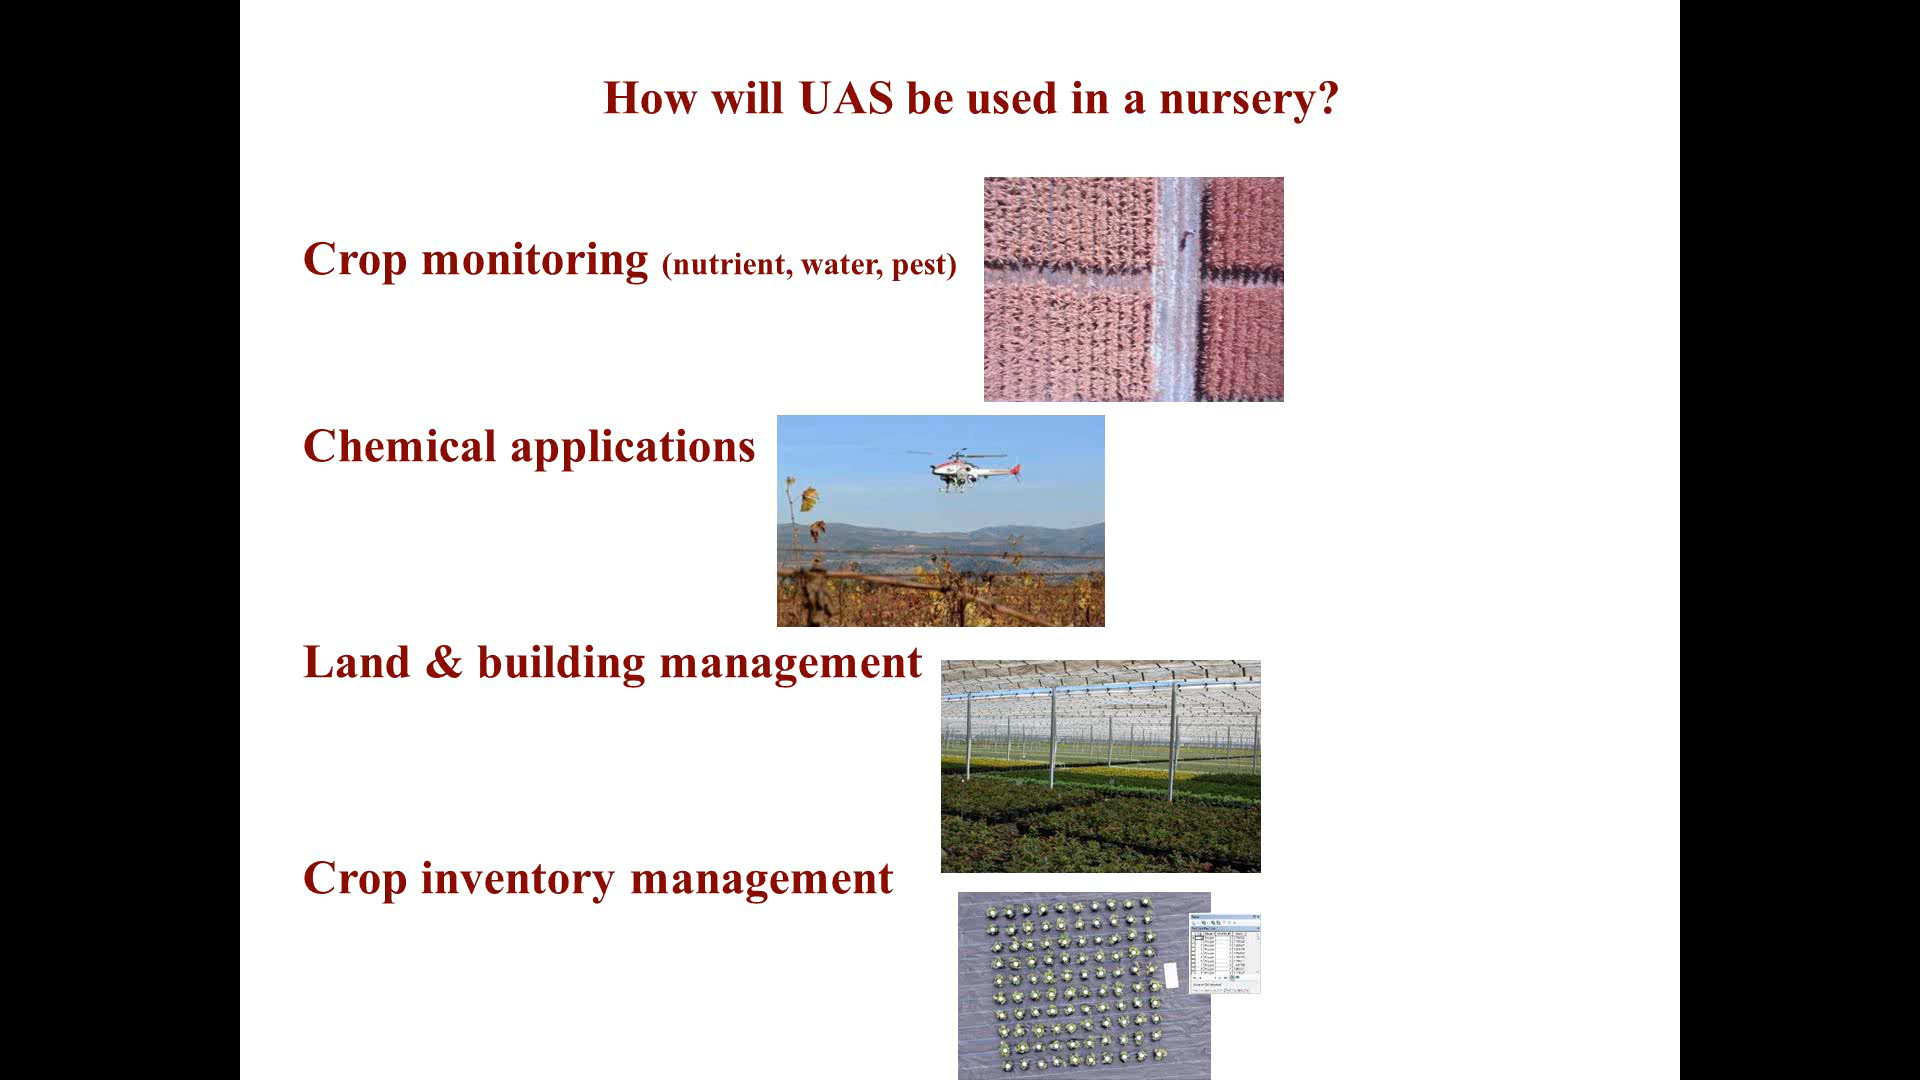 How will UAS be used in a nursery?
Crop monitoring (nutrient, water, pest)
Chemical applications
Land & building management
Crop inventory management